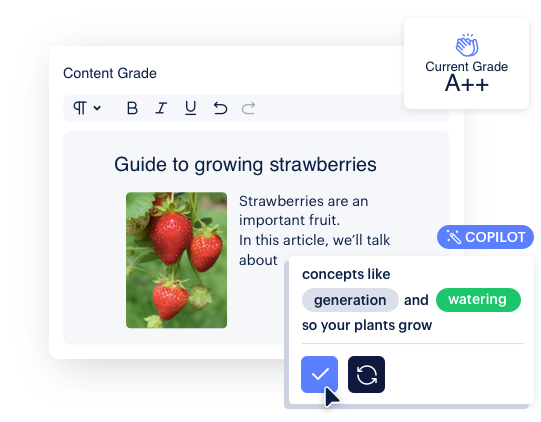 Current Grade
A++
Content Grade
B I U
Guide to growing strawberries
Strawberries are an
important fruit.
In this article, we’ll talk
about
COPILOT
concepts like
generation and watering
so your plants grow